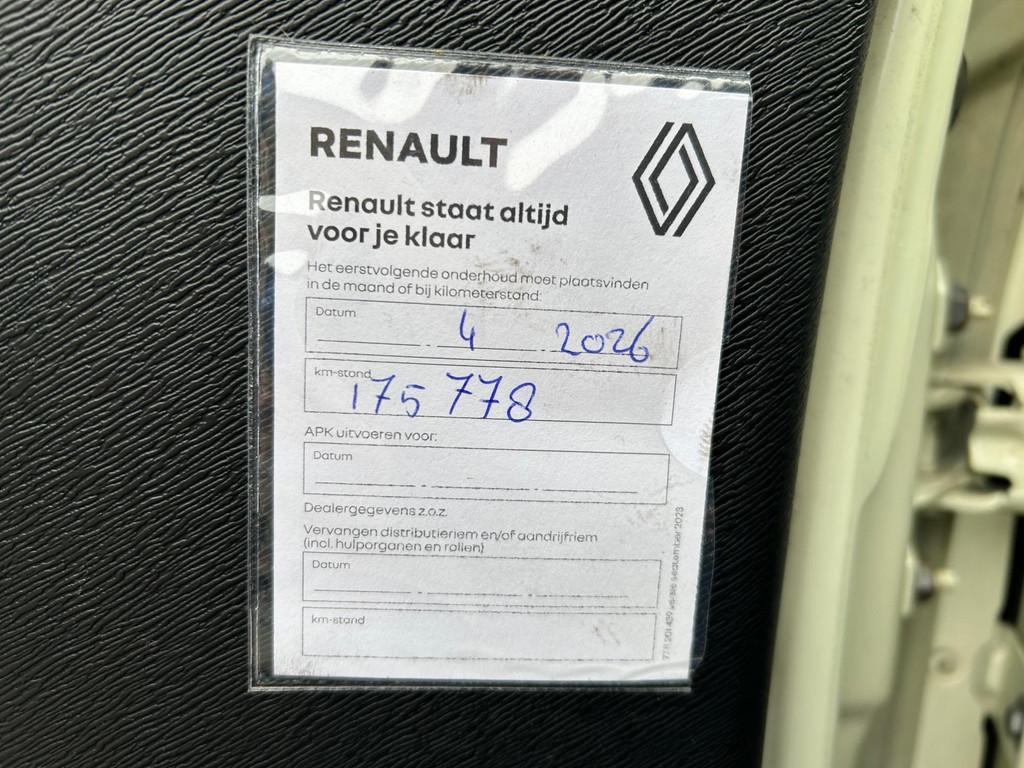 RENAULT
Renault staat altijd
voor je klaar
Het eerstvolgende onderhoud moet plaatsvinden
in de maand of bij kilometerstand:
Datum 4 2026
km-stand 175 778
APK uitvoeren voor:
Datum
Dealergegevens z.o.z.
Vervangen distributieriem en/of aandrijfriem
(incl. hulporganen en rollen)
Datum
km-stand
september 2023